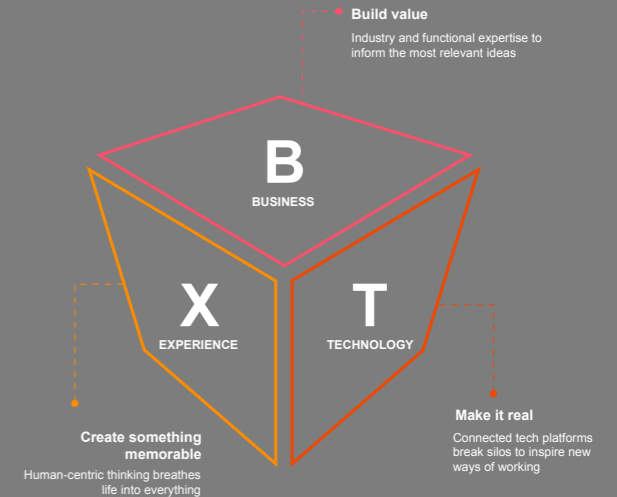 Build value
Industry and functional expertise to
inform the most relevant ideas
B
BUSINESS
X
EXPERIENCE
T
TECHNOLOGY
Create something
memorable
Human-centric thinking breathes
life into everything
Make it real
Connected tech platforms
break silos to inspire new
ways of working